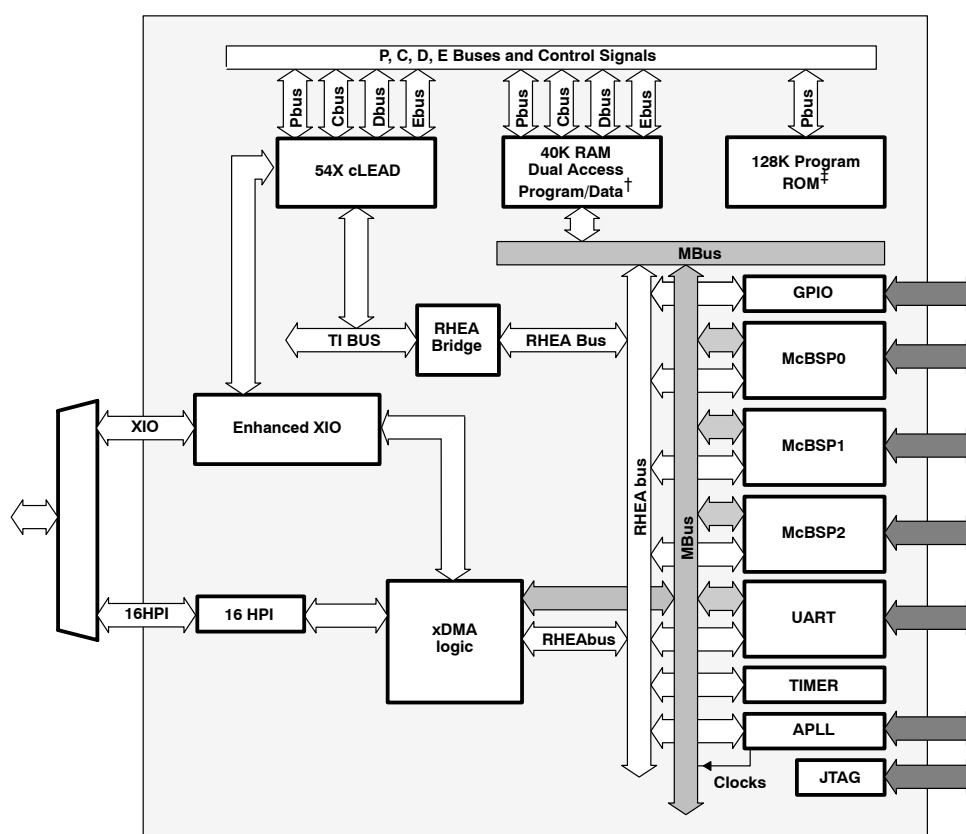 P, C, D, E Buses and Control Signals
Pbus
Cbus
Dbus
Ebus
Pbus
Cbus
Dbus
Ebus
Pbus
54X cLEAD
40K RAM
Dual Access
Program/Data†
128K Program
ROM‡
MBus
GPIO
TI BUS
RHEA
Bridge
RHEA Bus
McBSP0
XIO
Enhanced XIO
McBSP1
RHEA bus
MBus
McBSP2
16HPI
16 HPI
xDMA
logic
RHEAbus
UART
TIMER
APLL
Clocks
JTAG